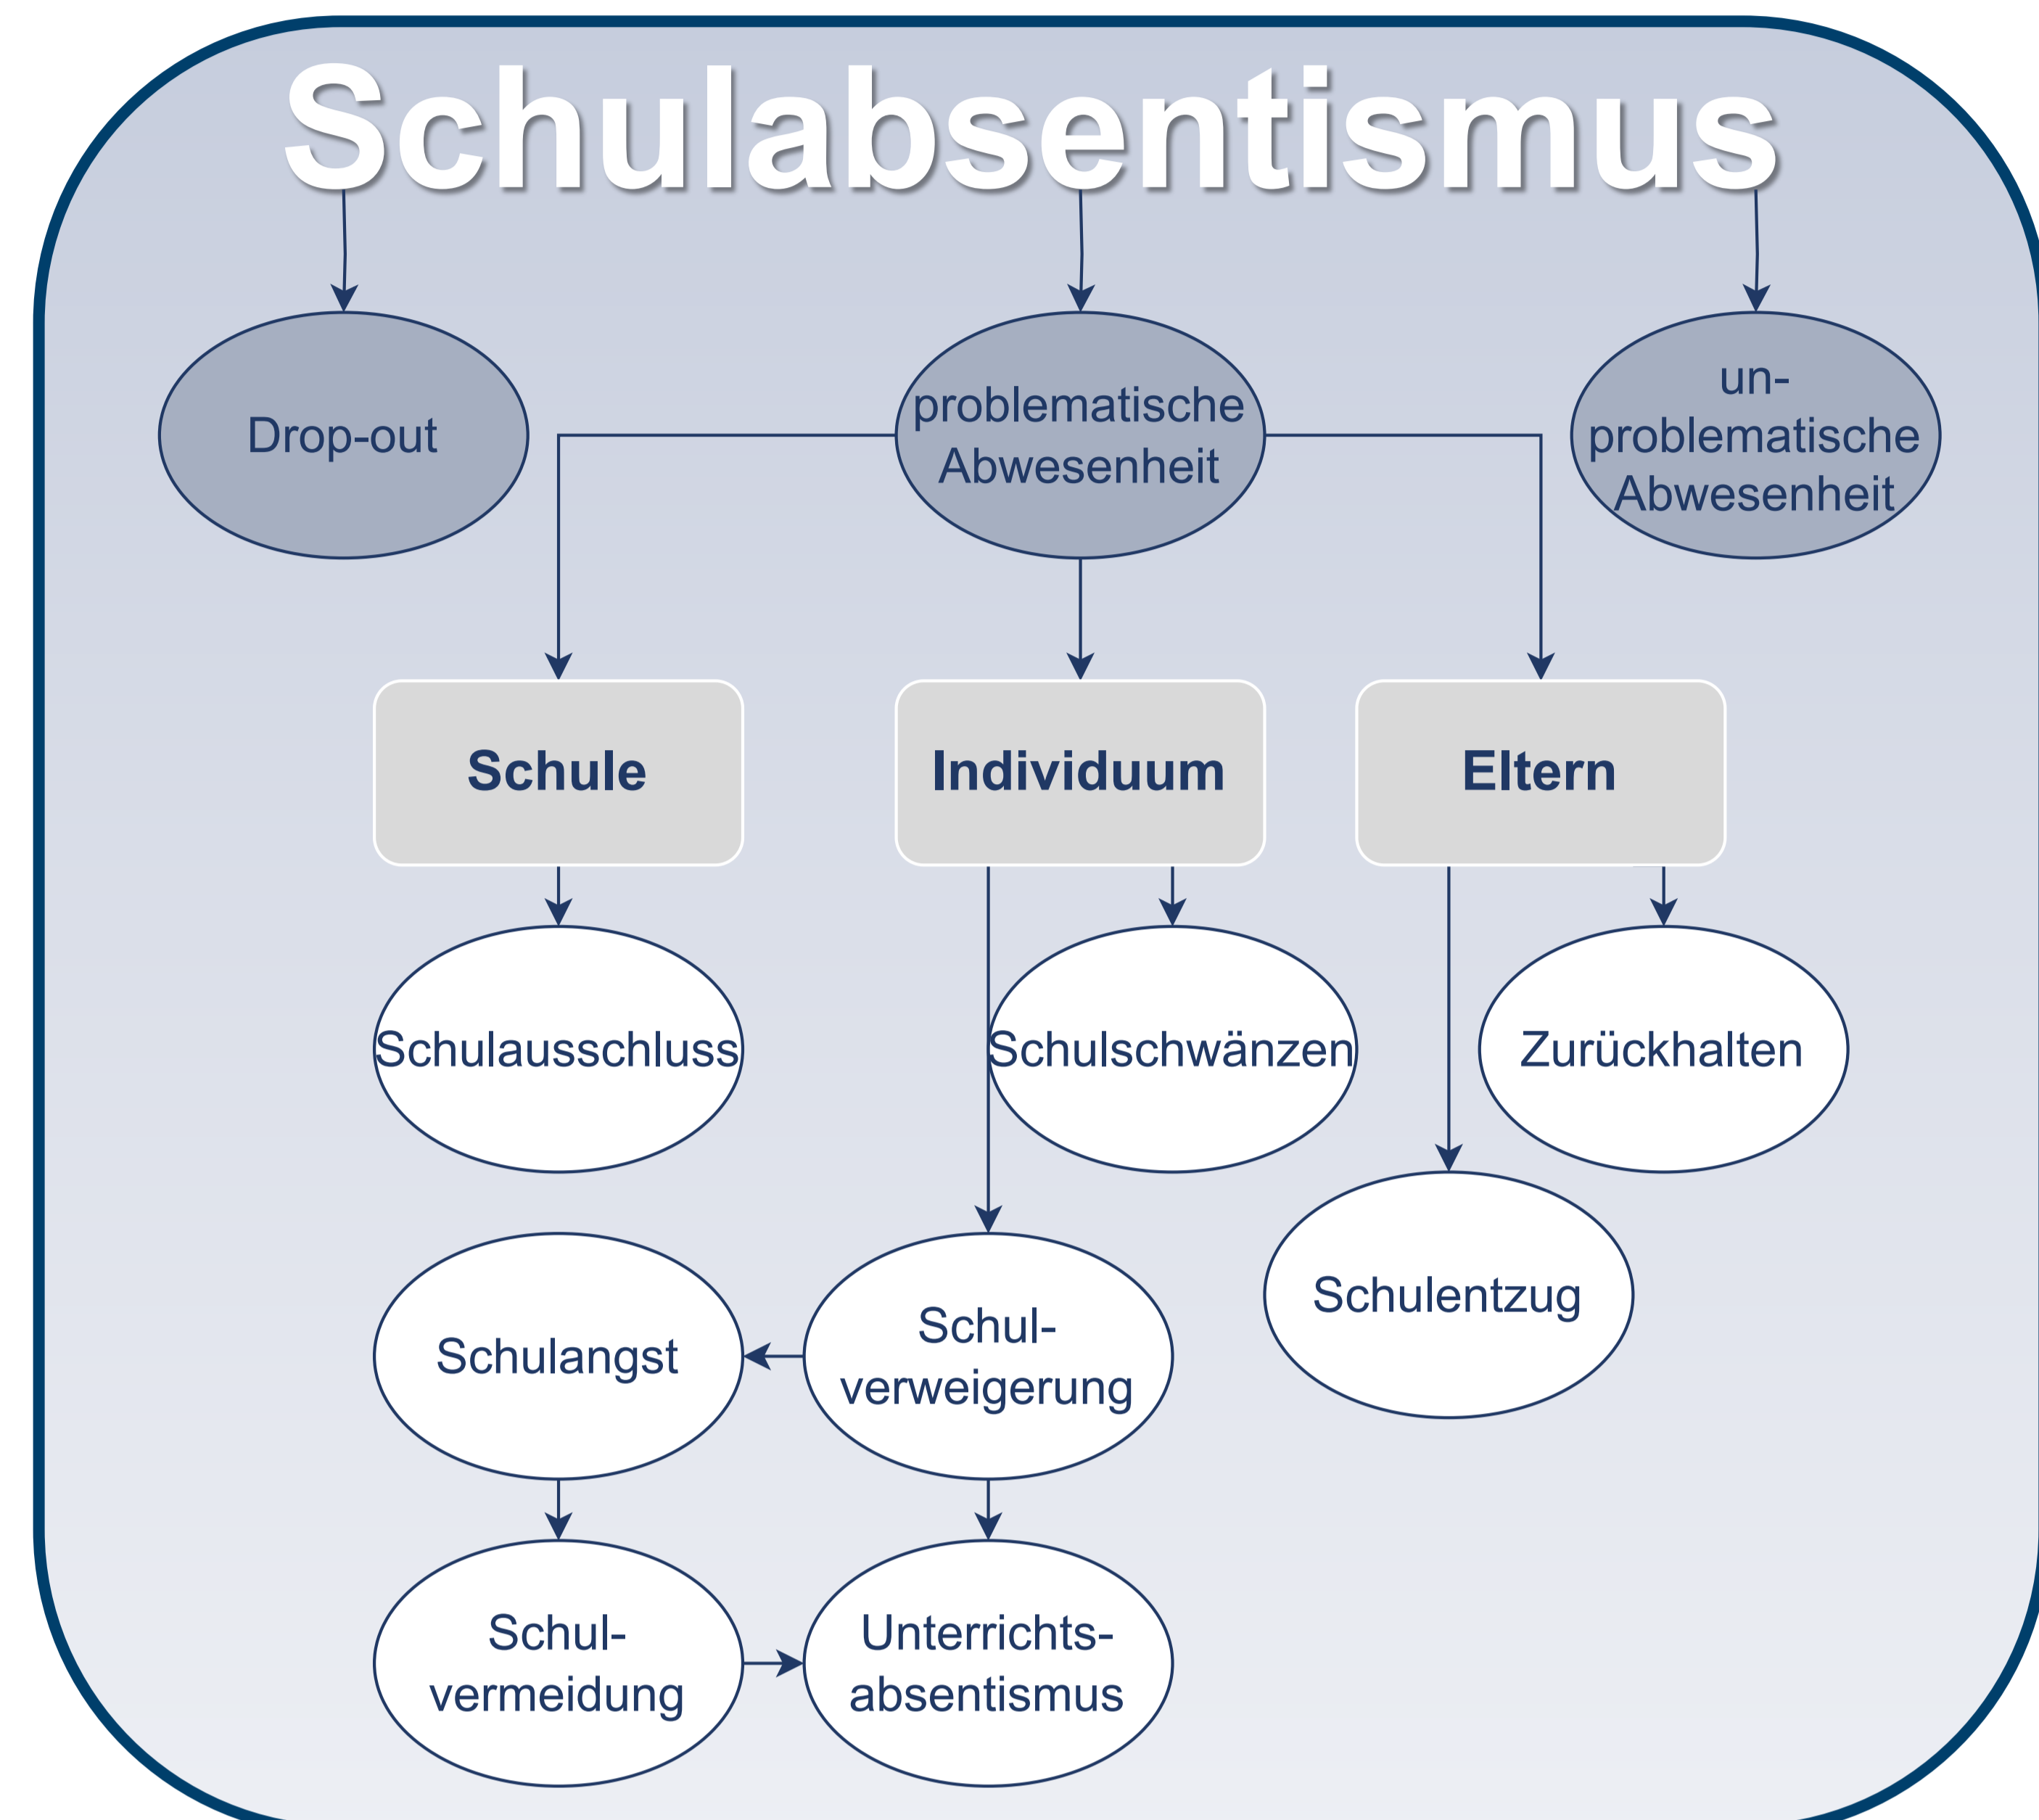 Schulabsentismus
Drop-out
problematische
Abwesenheit
un-
problematische
Abwesenheit
Schule
Individuum
Eltern
Schulausschluss
Schulschwänzen
Zurückhalten
Schulentzug
Schulangst
Schul-
verweigerung
Schul-
vermeidung
Unterrichts-
absentismus